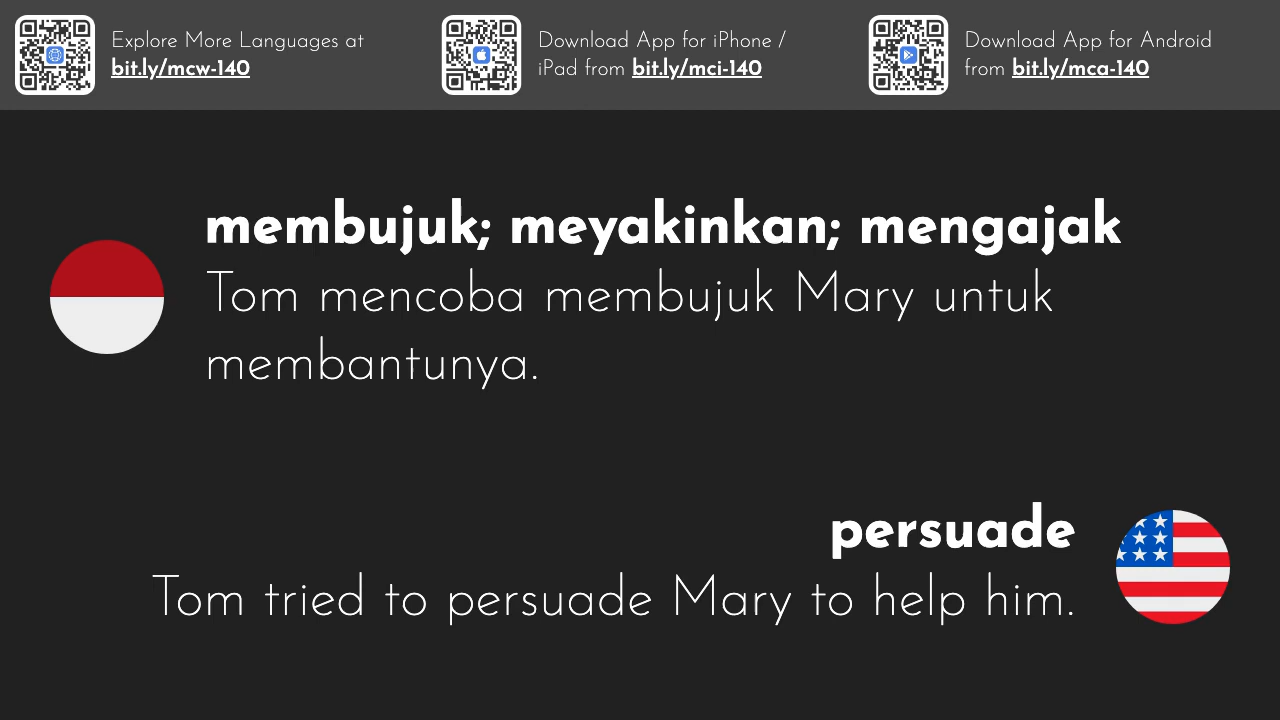 Explore More Languages at
bit.ly/mcw-140
Download App for iPhone /
iPad from bit.ly/mci-140
Download App for Android
from bit.ly/mca-140
membujuk; meyakinkan; mengajak
Tom mencoba membujuk Mary untuk
membantunya.
persuade
Tom tried to persuade Mary to help him.